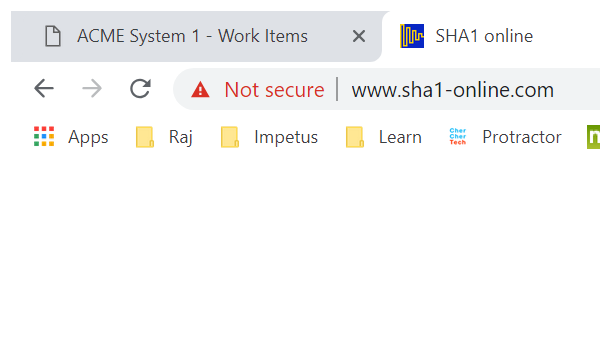 ACME System 1 - Work Items SHA1 online
Not secure www.sha1-online.com
Apps Raj Impetus Learn Cher Cher Tech Protractor